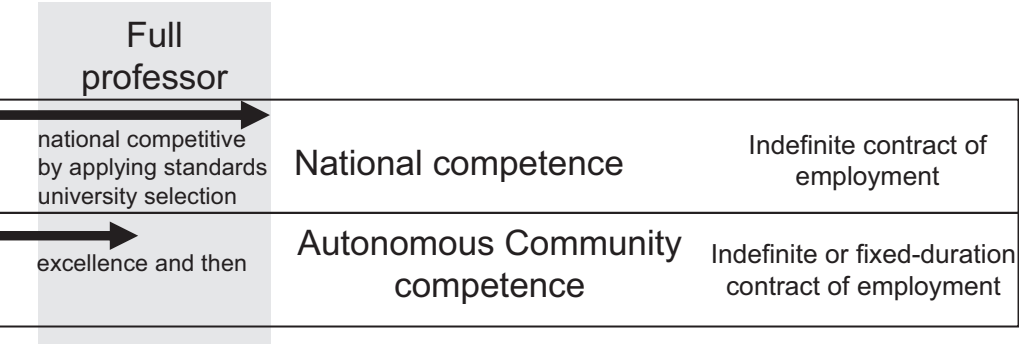 Full
professor
national competitive
by applying standards
university selection
National competence
Indefinite contract of
employment
excellence and then
Autonomous Community
competence
Indefinite or fixed-duration
contract of employment